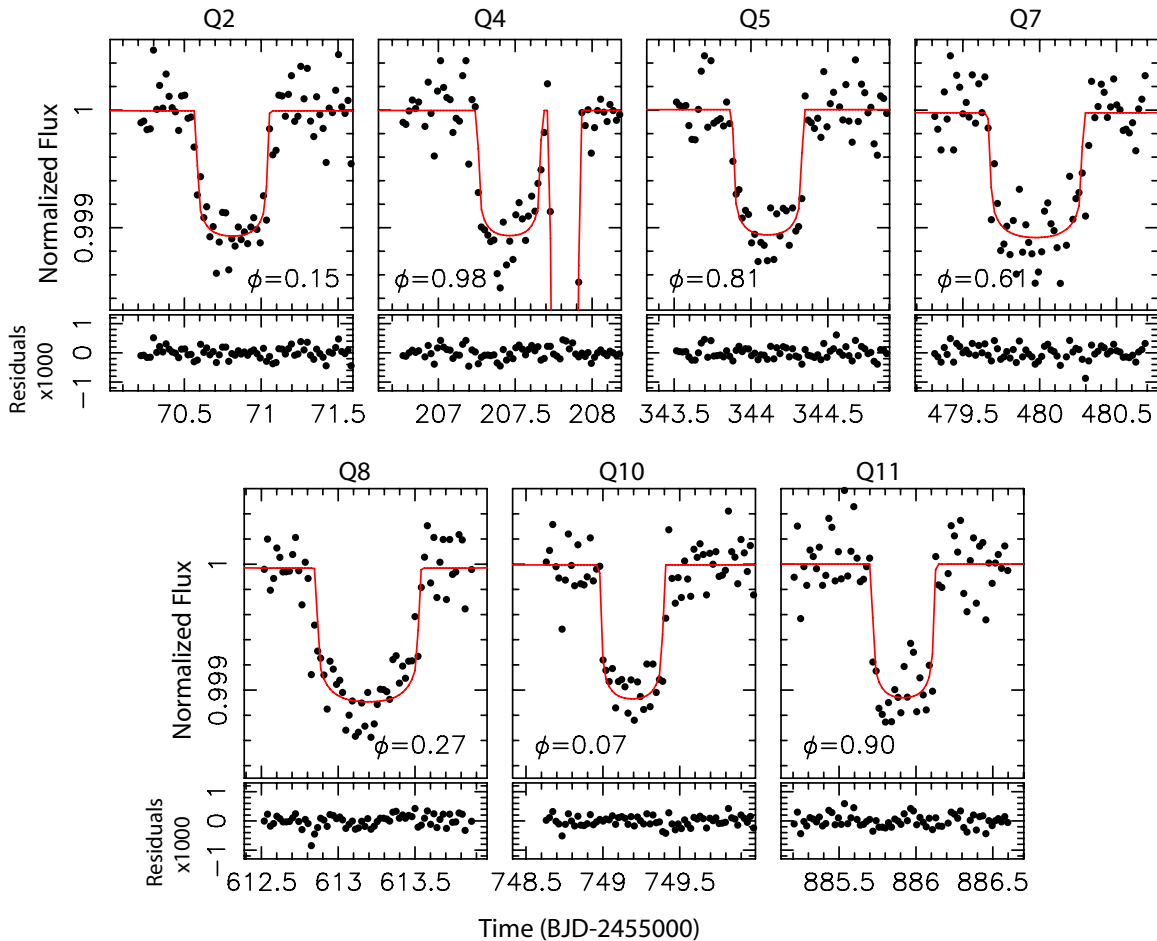 Q2 Q4 Q5 Q7
Normalized Flux
1
0.999
ϕ=0.15 ϕ=0.98 ϕ=0.81 ϕ=0.61
Residuals
x1000
1
0
−1
70.5 71 71.5 207 207.5 208 343.5 344 344.5 479.5 480 480.5
Q8 Q10 Q11
Normalized Flux
1
0.999
ϕ=0.27 ϕ=0.07 ϕ=0.90
Residuals
x1000
1
0
−1
612.5 613 613.5 748.5 749 749.5 885.5 886 886.5
Time (BJD-2455000)